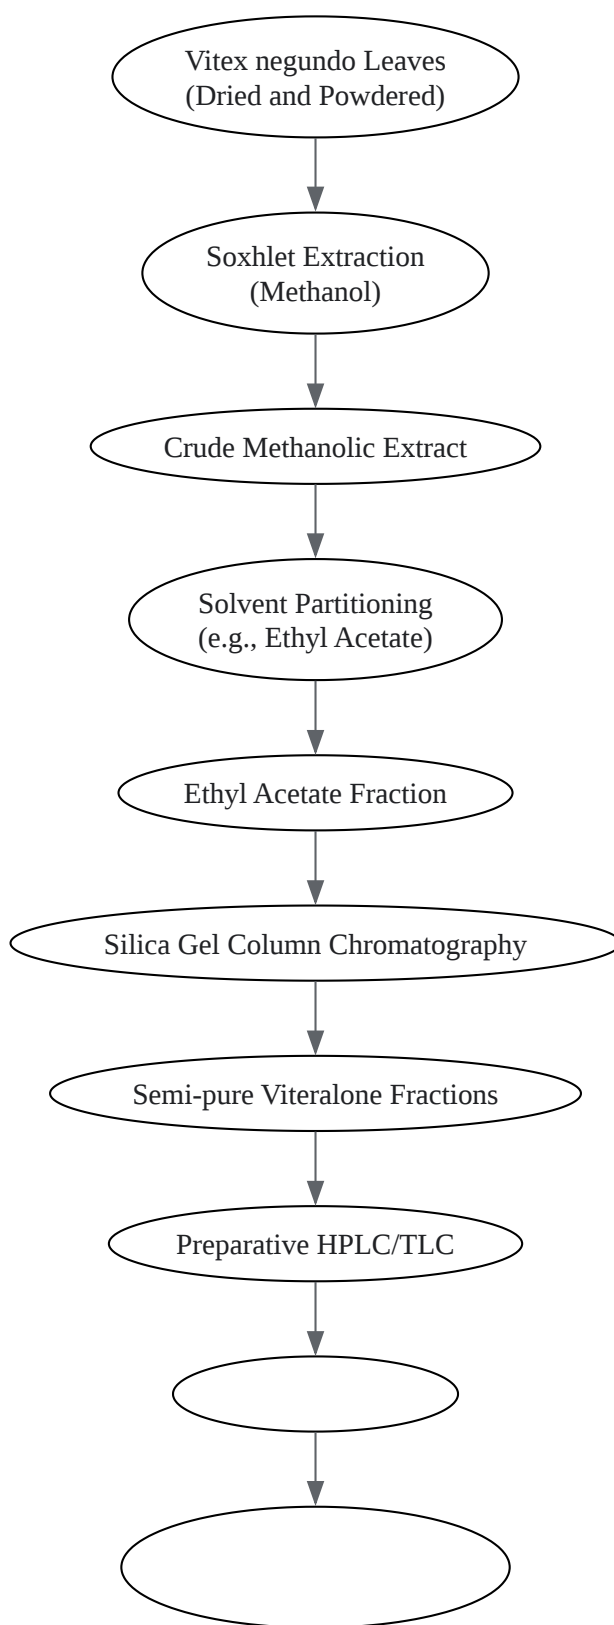 Vitex negundo Leaves
(Dried and Powdered)
Soxhlet Extraction
(Methanol)
Crude Methanolic Extract
Solvent Partitioning
(e.g., Ethyl Acetate)
Ethyl Acetate Fraction
Silica Gel Column Chromatography
Semi-pure Viteralone Fractions
Preparative HPLC/TLC